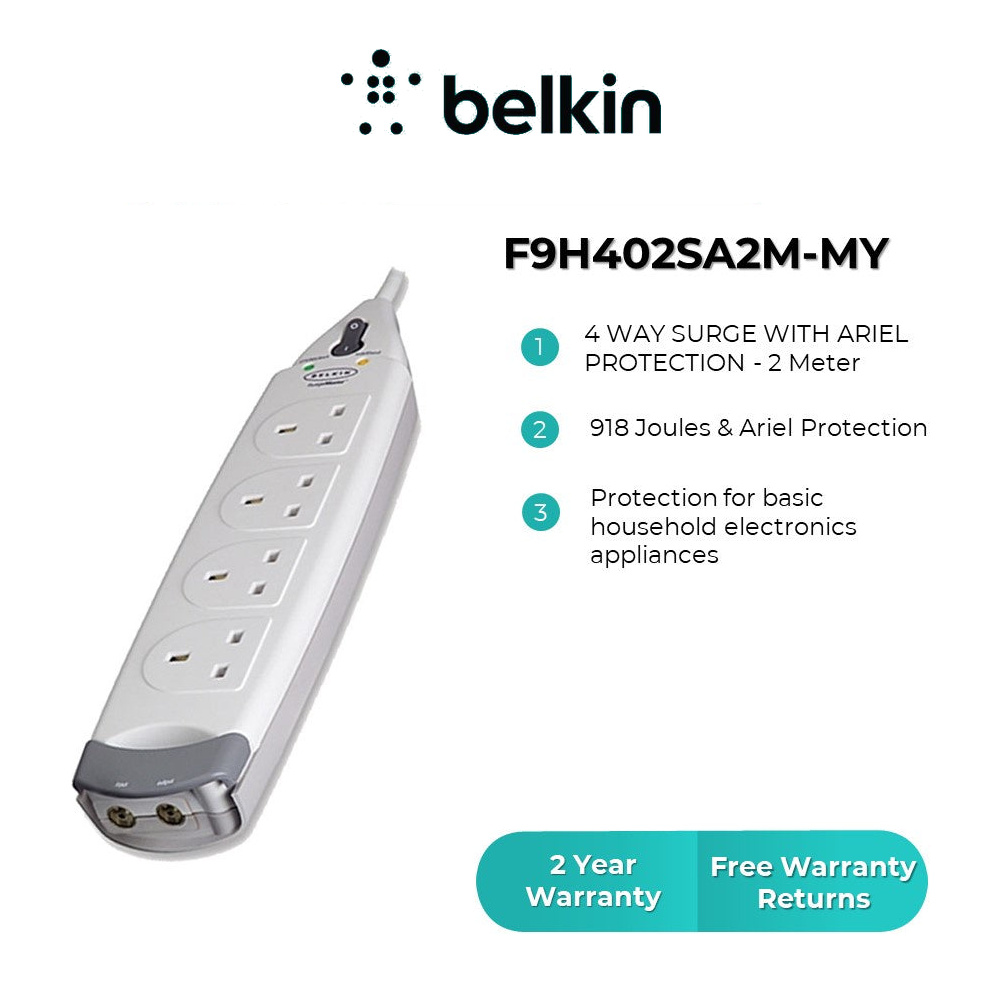 belkin
F9H402SA2M-MY
1
4 WAY SURGE WITH ARIEL
PROTECTION - 2 Meter
2
918 Joules & Ariel Protection
3
Protection for basic
household electronics
appliances
BELKIN
2 Year
Warranty
Free Warranty
Returns